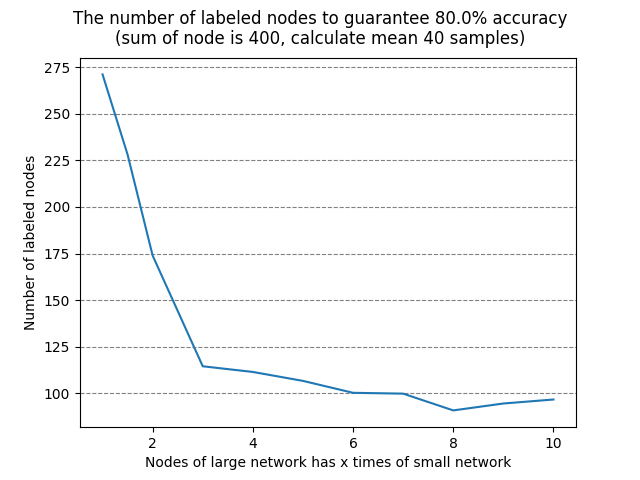 The number of labeled nodes to guarantee 80.0% accuracy
(sum of node is 400, calculate mean 40 samples)
275
250
225
200
175
150
125
100
Number of labeled nodes
2 4 6 8 10
Nodes of large network has x times of small network